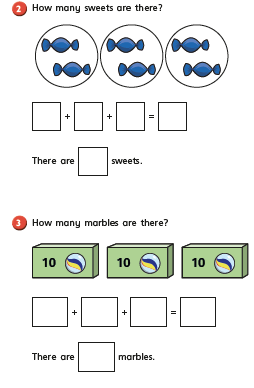 2 How many sweets are there?
+ + =
There are sweets.
3 How many marbles are there?
10 10 10
+ + =
There are marbles.